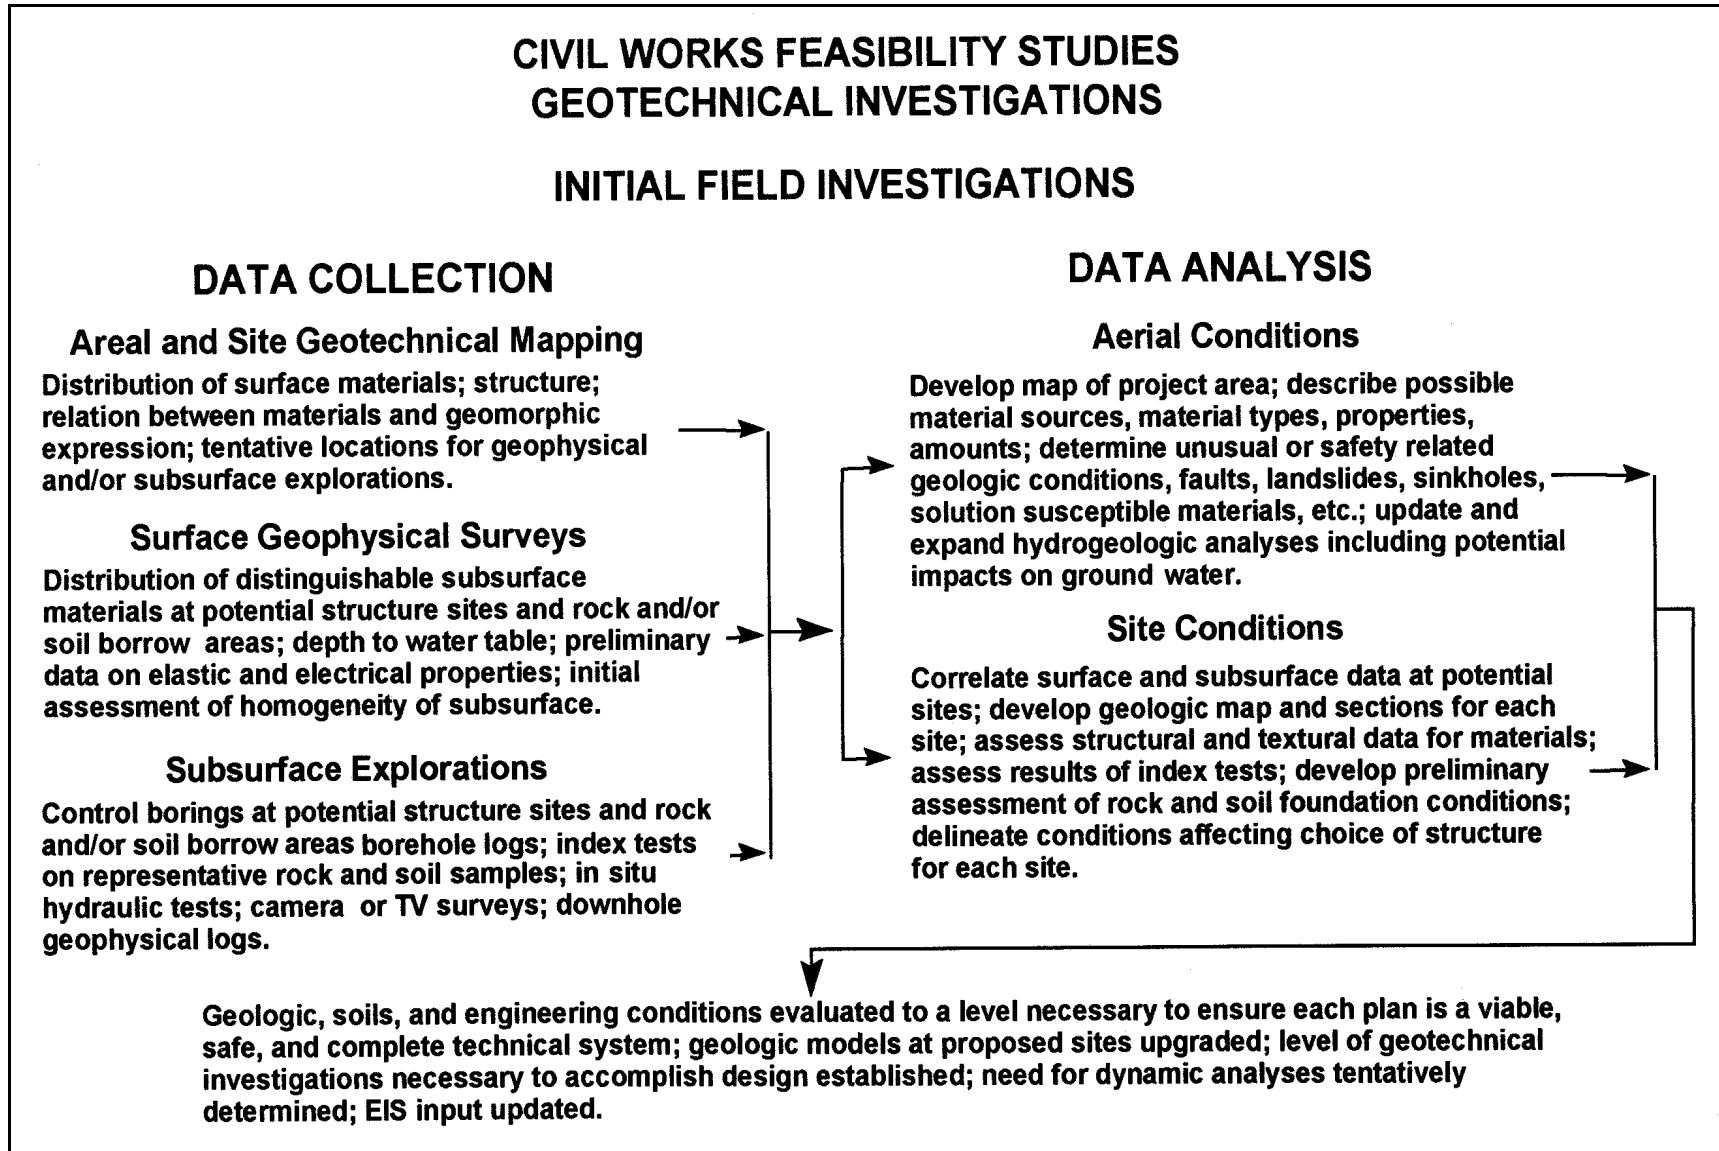 CIVIL WORKS FEASIBILITY STUDIES
GEOTECHNICAL INVESTIGATIONS
INITIAL FIELD INVESTIGATIONS
DATA COLLECTION
Areal and Site Geotechnical Mapping
Distribution of surface materials; structure;
relation between materials and geomorphic
expression; tentative locations for geophysical
and/or subsurface explorations.
Surface Geophysical Surveys
Distribution of distinguishable subsurface
materials at potential structure sites and rock and/or
soil borrow areas; depth to water table; preliminary
data on elastic and electrical properties; initial
assessment of homogeneity of subsurface.
Subsurface Explorations
Control borings at potential structure sites and rock
and/or soil borrow areas borehole logs; index tests
on representative rock and soil samples; in situ
hydraulic tests; camera or TV surveys; downhole
geophysical logs.
DATA ANALYSIS
Aerial Conditions
Develop map of project area; describe possible
material sources, material types, properties,
amounts; determine unusual or safety related
geologic conditions, faults, landslides, sinkholes,
solution susceptible materials, etc.; update and
expand hydrogeologic analyses including potential
impacts on ground water.
Site Conditions
Correlate surface and subsurface data at potential
sites; develop geologic map and sections for each
site; assess structural and textural data for materials;
assess results of index tests; develop preliminary
assessment of rock and soil foundation conditions;
delineate conditions affecting choice of structure
for each site.
Geologic, soils, and engineering conditions evaluated to a level necessary to ensure each plan is a viable,
safe, and complete technical system; geologic models at proposed sites upgraded; level of geotechnical
investigations necessary to accomplish design established; need for dynamic analyses tentatively
determined; EIS input updated.